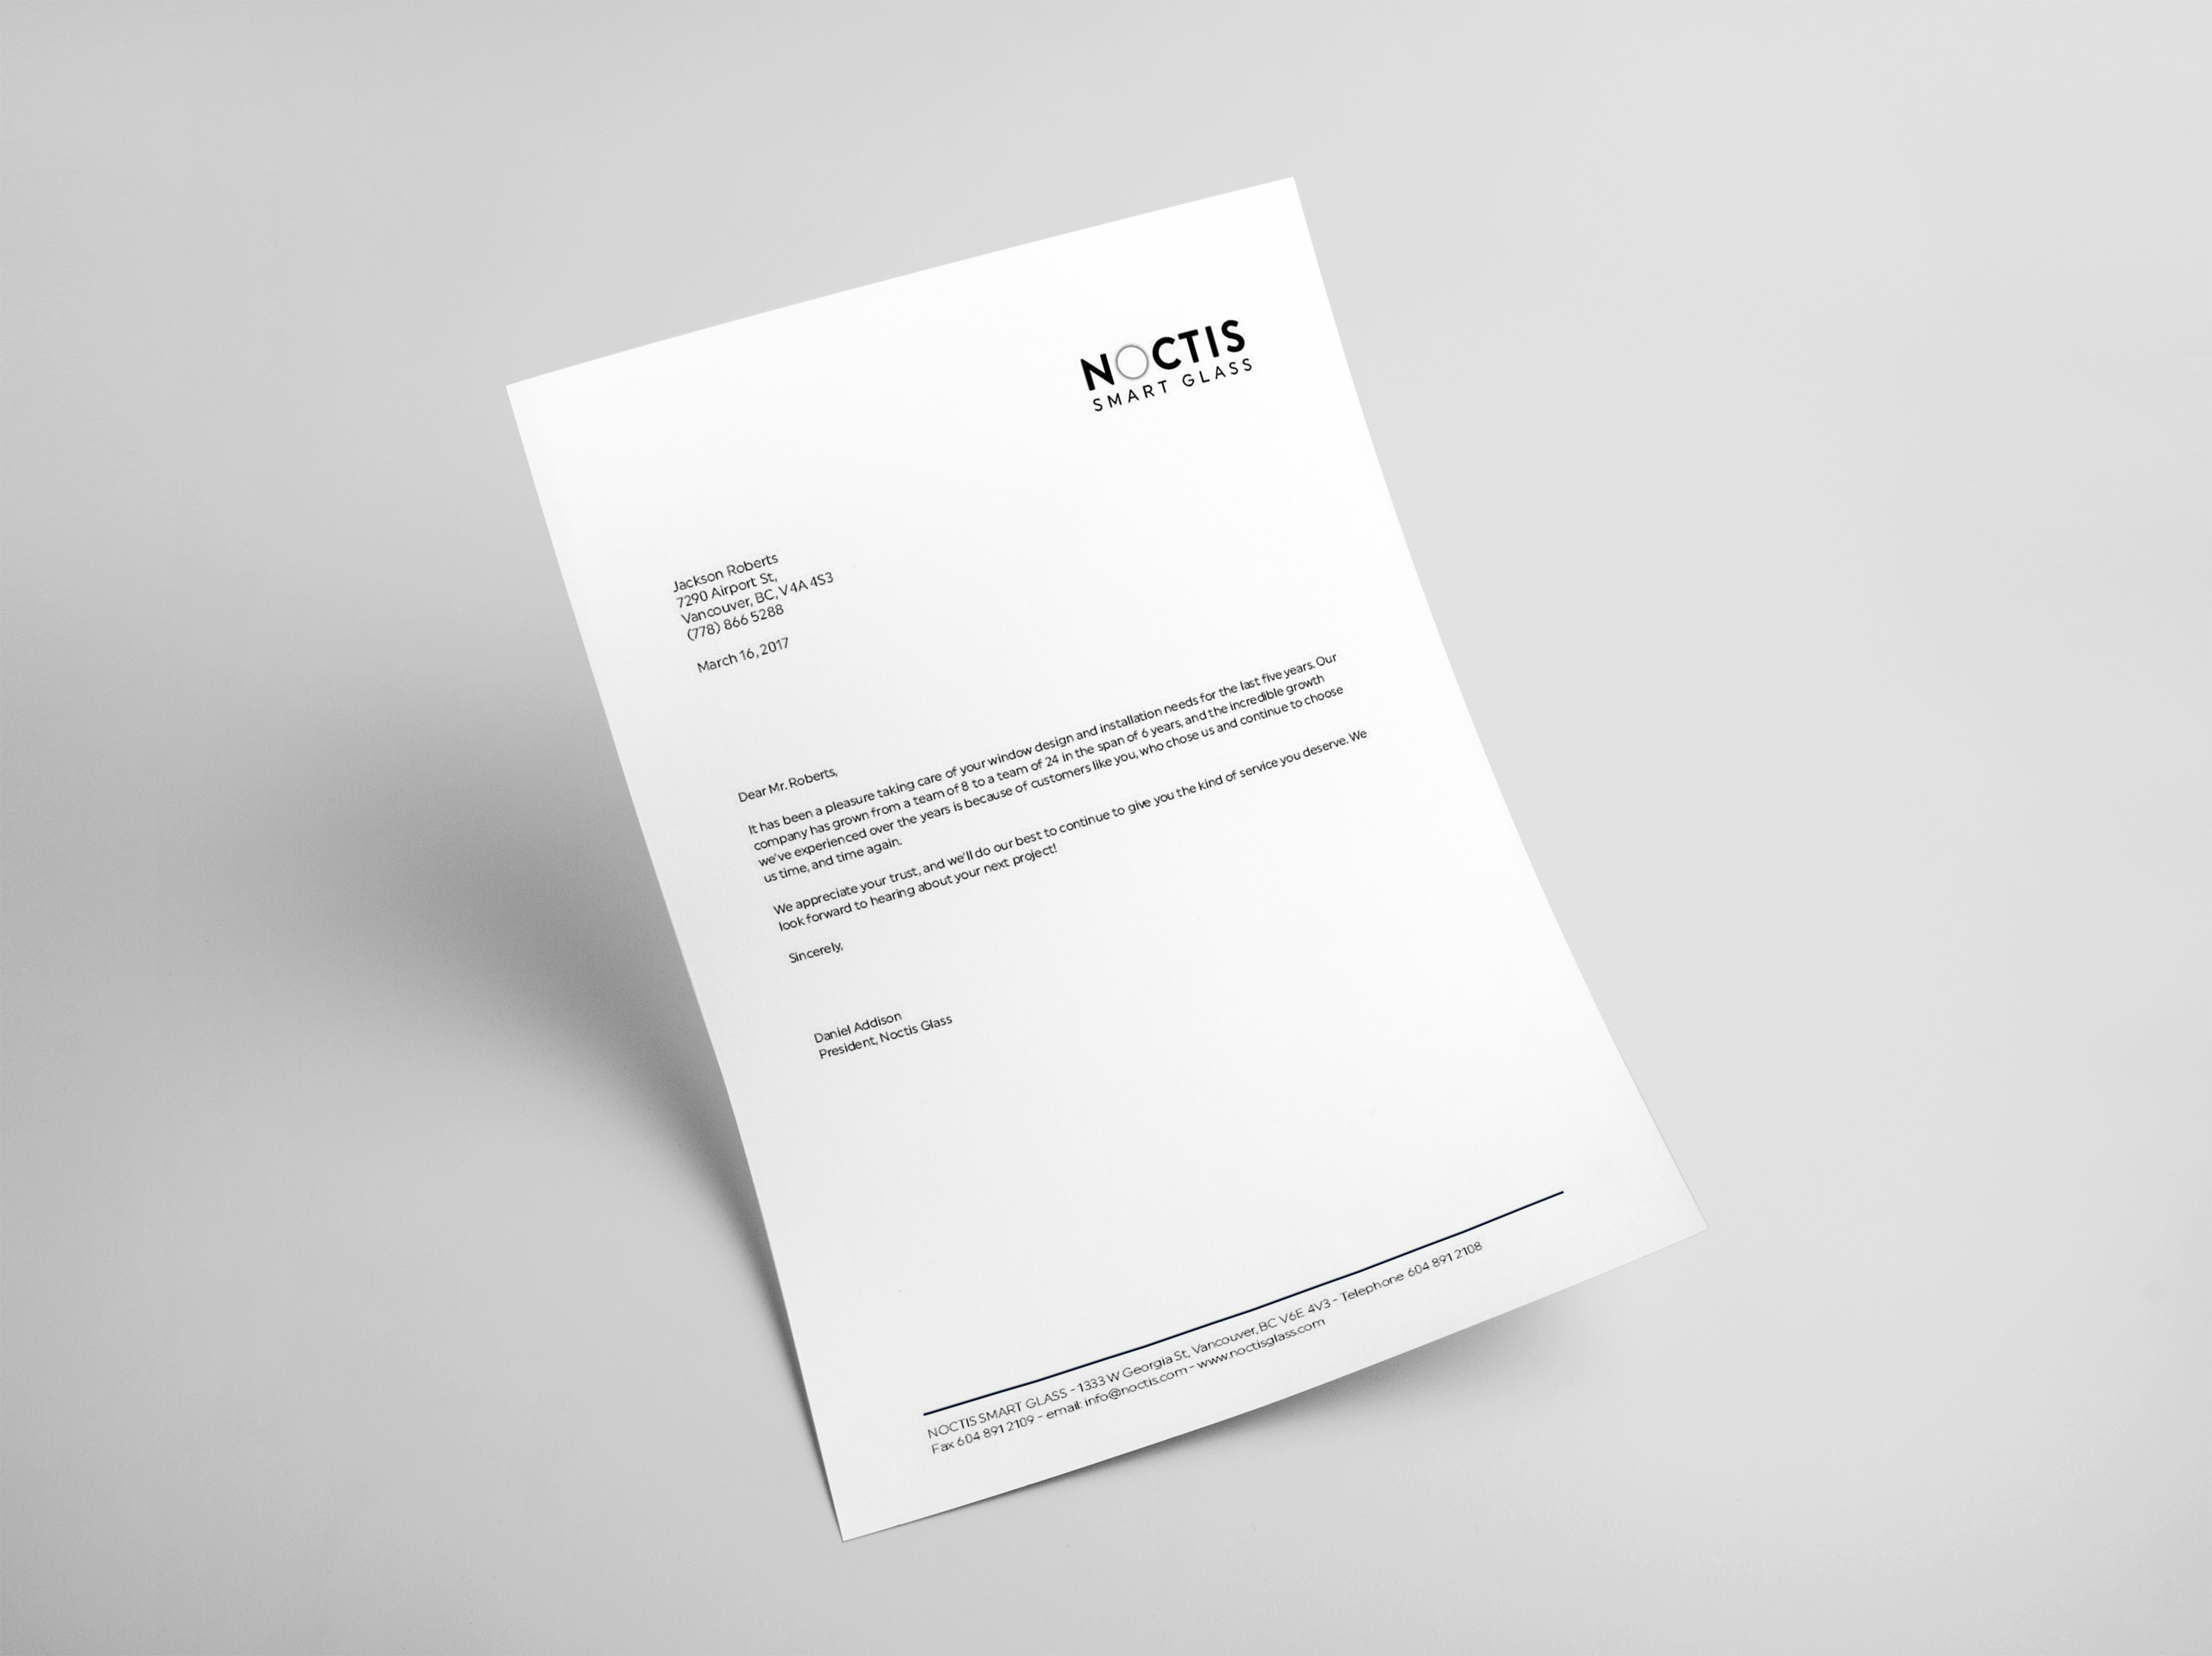 NOCTIS
SMART GLASS
Jackson Roberts
7290 Airport St,
Vancouver, BC, V4A 4S3
(778) 866 5288
March 16, 2017
Dear Mr. Roberts,
It has been a pleasure taking care of your window design and installation needs for the last five years. Our
company has grown from a team of 8 to a team of 24 in the span of 6 years, and the incredible growth
we've experienced over the years is because of customers like you, who chose us and continue to choose
us time, and time again.
We appreciate your trust, and we'll do our best to continue to give you the kind of service you deserve. We
look forward to hearing about your next project!
Sincerely,
Daniel Addison
President, Noctis Glass
NOCTIS SMART GLASS - 1333 W Georgia St, Vancouver, BC V6E 4V3 - Telephone 604 891 2108
Fax 604 891 2109 - email: info@noctis.com - www.noctisglass.com